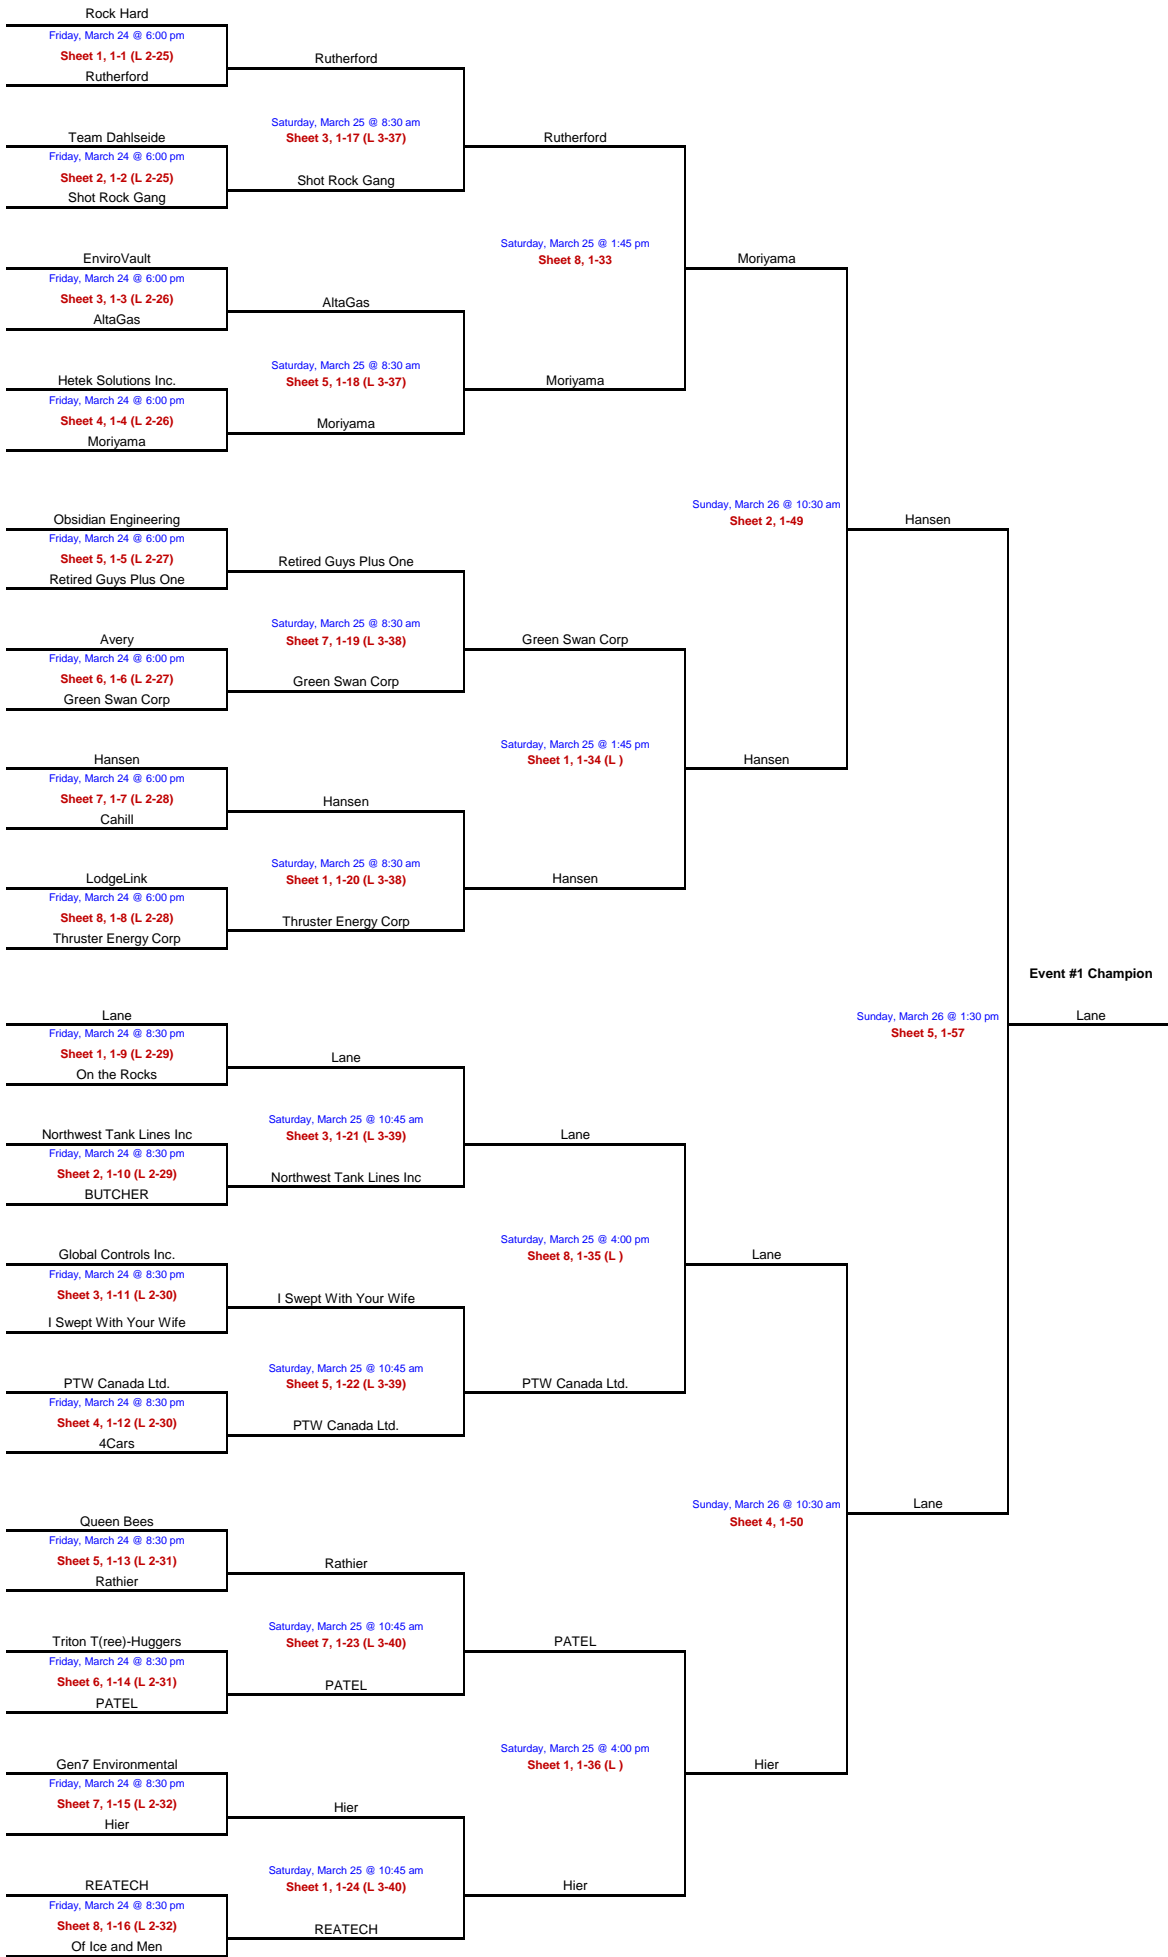 Rock Hard
Friday, March 24 @ 6:00 pm
Sheet 1, 1-1 (L 2-25)
Rutherford
Rutherford
Saturday, March 25 @ 8:30 am
Sheet 3, 1-17 (L 3-37)
Team Dahlseide
Rutherford
Friday, March 24 @ 6:00 pm
Sheet 2, 1-2 (L 2-25)
Shot Rock Gang
Shot Rock Gang
Saturday, March 25 @ 1:45 pm
Sheet 8, 1-33
EnviroVault
Moriyama
Friday, March 24 @ 6:00 pm
Sheet 3, 1-3 (L 2-26)
AltaGas
AltaGas
Saturday, March 25 @ 8:30 am
Sheet 5, 1-18 (L 3-37)
Hetek Solutions Inc.
Moriyama
Friday, March 24 @ 6:00 pm
Sheet 4, 1-4 (L 2-26)
Moriyama
Moriyama
Sunday, March 26 @ 10:30 am
Sheet 2, 1-49
Obsidian Engineering
Hansen
Friday, March 24 @ 6:00 pm
Sheet 5, 1-5 (L 2-27)
Retired Guys Plus One
Retired Guys Plus One
Saturday, March 25 @ 8:30 am
Sheet 7, 1-19 (L 3-38)
Avery
Green Swan Corp
Friday, March 24 @ 6:00 pm
Sheet 6, 1-6 (L 2-27)
Green Swan Corp
Green Swan Corp
Saturday, March 25 @ 1:45 pm
Sheet 1, 1-34 (L )
Hansen
Hansen
Friday, March 24 @ 6:00 pm
Sheet 7, 1-7 (L 2-28)
Hansen
Cahill
Saturday, March 25 @ 8:30 am
Sheet 1, 1-20 (L 3-38)
LodgeLink
Hansen
Friday, March 24 @ 6:00 pm
Sheet 8, 1-8 (L 2-28)
Thruster Energy Corp
Thruster Energy Corp
Event #1 Champion
Lane
Sunday, March 26 @ 1:30 pm
Sheet 5, 1-57
Lane
Friday, March 24 @ 8:30 pm
Sheet 1, 1-9 (L 2-29)
Lane
On the Rocks
Saturday, March 25 @ 10:45 am
Sheet 3, 1-21 (L 3-39)
Northwest Tank Lines Inc
Lane
Friday, March 24 @ 8:30 pm
Sheet 2, 1-10 (L 2-29)
Northwest Tank Lines Inc
BUTCHER
Saturday, March 25 @ 4:00 pm
Sheet 8, 1-35 (L )
Global Controls Inc.
Lane
Friday, March 24 @ 8:30 pm
Sheet 3, 1-11 (L 2-30)
I Swept With Your Wife
I Swept With Your Wife
Saturday, March 25 @ 10:45 am
Sheet 5, 1-22 (L 3-39)
PTW Canada Ltd.
PTW Canada Ltd.
Friday, March 24 @ 8:30 pm
Sheet 4, 1-12 (L 2-30)
PTW Canada Ltd.
4Cars
Sunday, March 26 @ 10:30 am
Sheet 4, 1-50
Lane
Queen Bees
Friday, March 24 @ 8:30 pm
Sheet 5, 1-13 (L 2-31)
Rathier
Rathier
Saturday, March 25 @ 10:45 am
Sheet 7, 1-23 (L 3-40)
Triton T(ree)-Huggers
PATEL
Friday, March 24 @ 8:30 pm
Sheet 6, 1-14 (L 2-31)
PATEL
PATEL
Saturday, March 25 @ 4:00 pm
Sheet 1, 1-36 (L )
Gen7 Environmental
Hier
Friday, March 24 @ 8:30 pm
Sheet 7, 1-15 (L 2-32)
Hier
Hier
Saturday, March 25 @ 10:45 am
Sheet 1, 1-24 (L 3-40)
REATECH
Hier
Friday, March 24 @ 8:30 pm
Sheet 8, 1-16 (L 2-32)
REATECH
Of Ice and Men